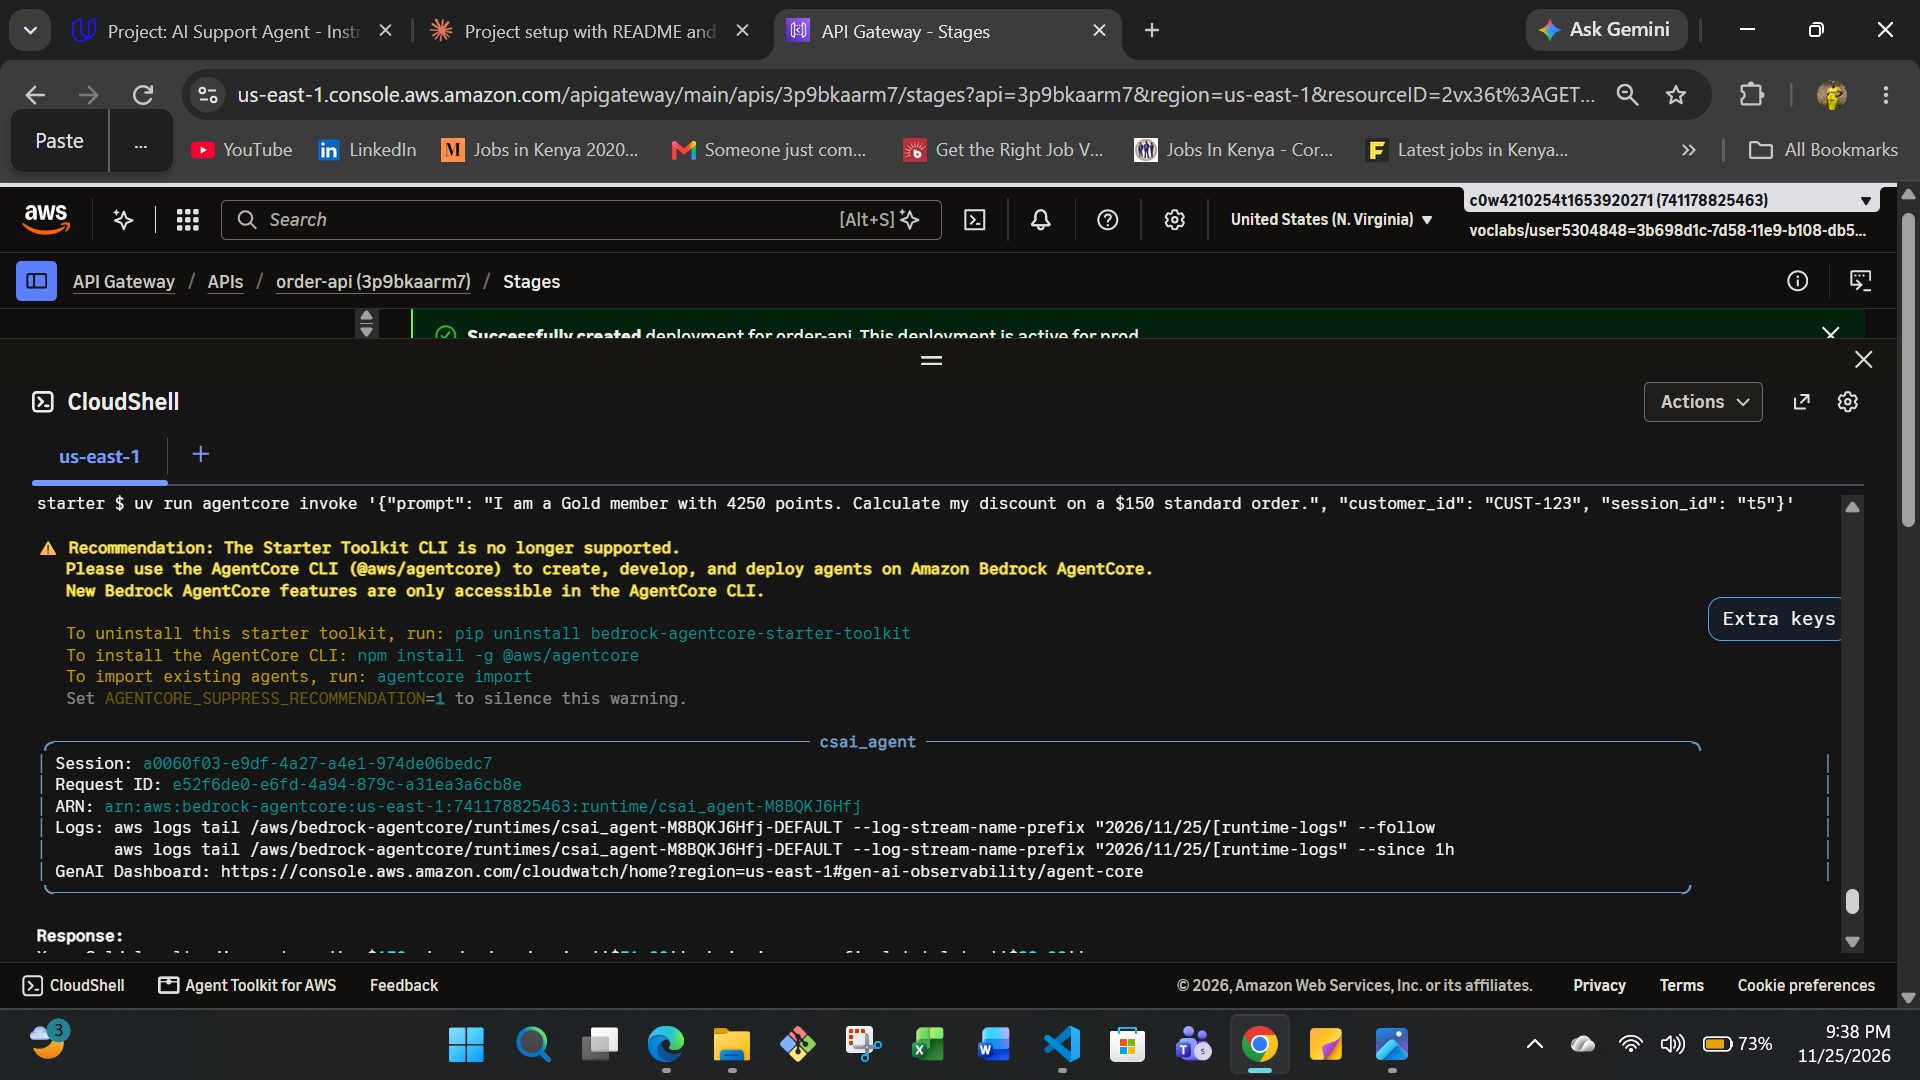 Project: AI Support Agent - Instr
Project setup with README and
API Gateway - Stages
Ask Gemini
us-east-1.console.aws.amazon.com/apigateway/main/apis/3p9bkaarm7/stages?api=3p9bkaarm7&region=us-east-1&resourceID=2vx36t%3AGET...
Paste
...
YouTube
LinkedIn
Jobs in Kenya 2020...
Someone just com...
Get the Right Job V...
Jobs In Kenya - Cor...
Latest jobs in Kenya...
All Bookmarks
aws
Search
[Alt+S]
United States (N. Virginia)
c0w4210254t1653920271 (741178825463)
voclabs/user5304848=3b698d1c-7d58-11e9-b108-db5...
API Gateway / APIs / order-api (3p9bkaarm7) / Stages
Successfully created deployment for order-api. This deployment is active for prod
CloudShell
Actions
us-east-1
starter $ uv run agentcore invoke '{"prompt": "I am a Gold member with 4250 points. Calculate my discount on a $150 standard order.", "customer_id": "CUST-123", "session_id": "t5"}'
Recommendation: The Starter Toolkit CLI is no longer supported.
Please use the AgentCore CLI (@aws/agentcore) to create, develop, and deploy agents on Amazon Bedrock AgentCore.
New Bedrock AgentCore features are only accessible in the AgentCore CLI.
Extra keys
To uninstall this starter toolkit, run: pip uninstall bedrock-agentcore-starter-toolkit
To install the AgentCore CLI: npm install -g @aws/agentcore
To import existing agents, run: agentcore import
Set AGENTCORE_SUPPRESS_RECOMMENDATION=1 to silence this warning.
csai_agent
Session: a0060f03-e9df-4a27-a4e1-974de06bedc7
Request ID: e52f6de0-e6fd-4a94-879c-a31ea3a6cb8e
ARN: arn:aws:bedrock-agentcore:us-east-1:741178825463:runtime/csai_agent-M8BQKJ6Hfj
Logs: aws logs tail /aws/bedrock-agentcore/runtimes/csai_agent-M8BQKJ6Hfj-DEFAULT --log-stream-name-prefix "2026/11/25/[runtime-logs" --follow
aws logs tail /aws/bedrock-agentcore/runtimes/csai_agent-M8BQKJ6Hfj-DEFAULT --log-stream-name-prefix "2026/11/25/[runtime-logs" --since 1h
GenAI Dashboard: https://console.aws.amazon.com/cloudwatch/home?region=us-east-1#gen-ai-observability/agent-core
Response:
CloudShell
Agent Toolkit for AWS
Feedback
© 2026, Amazon Web Services, Inc. or its affiliates.
Privacy
Terms
Cookie preferences
3
73%
9:38 PM
11/25/2026